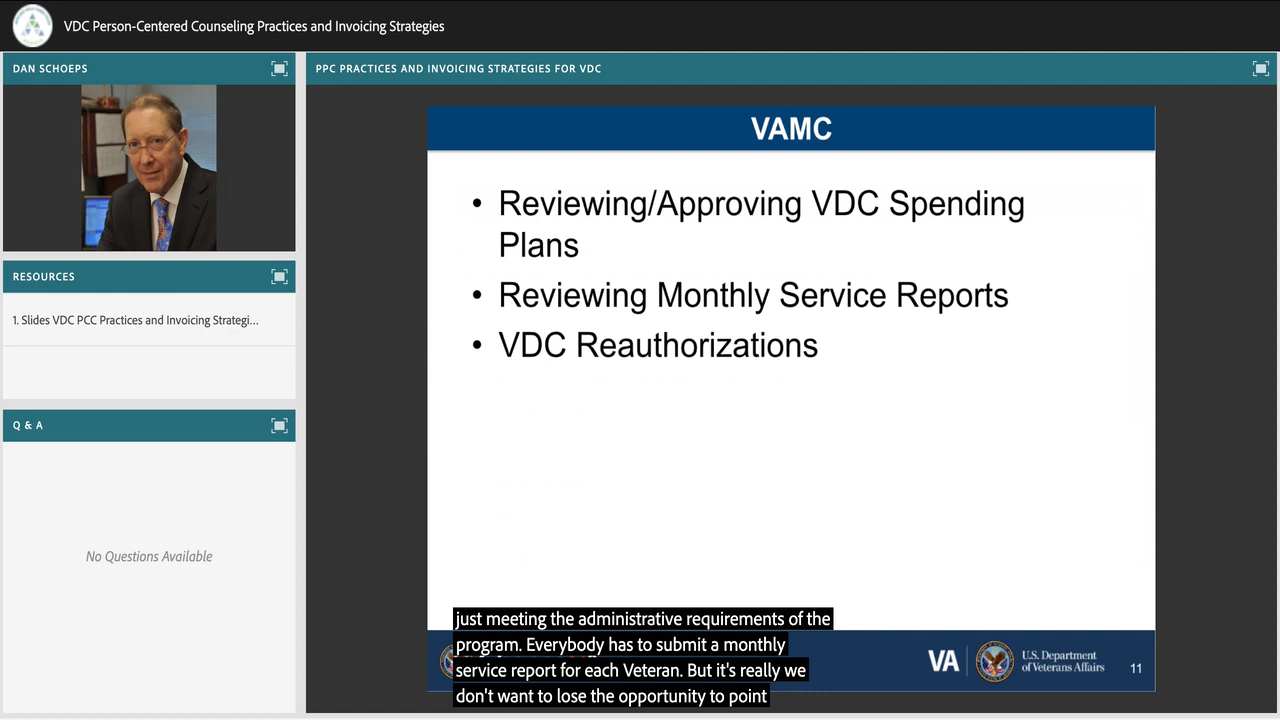 VDC Person-Centered Counseling Practices and Invoicing Strategies
DAN SCHOEPS
PPC PRACTICES AND INVOICING STRATEGIES FOR VDC
RESOURCES
1. Slides VDC PCC Practices and Invoicing Strategi...
Q & A
No Questions Available
VAMC
• Reviewing/Approving VDC Spending
Plans
• Reviewing Monthly Service Reports
• VDC Reauthorizations
just meeting the administrative requirements of the
program. Everybody has to submit a monthly
service report for each Veteran. But it's really we
don't want to lose the opportunity to point
VA
U.S. Department
of Veterans Affairs
11